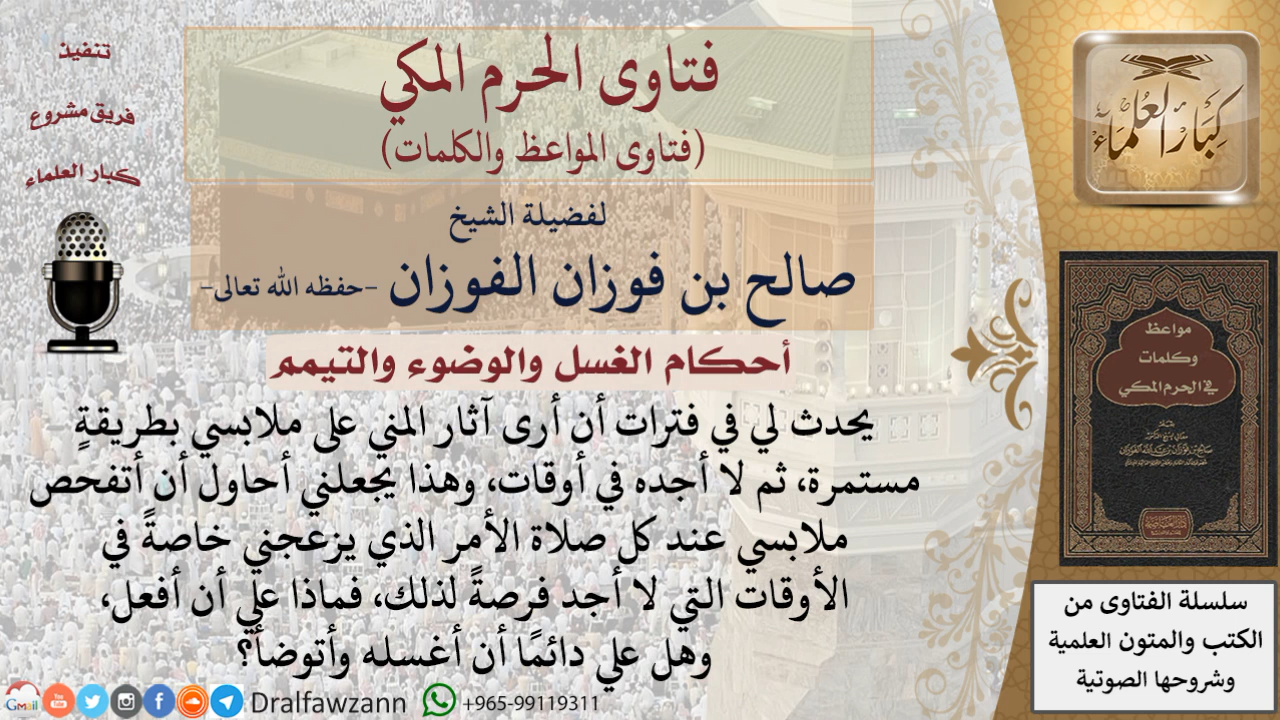 فتاوى الحرم المكي
(فتاوى المواعظ والكلمات)
لفضيلة الشيخ
صالح بن فوزان الفوزان -حفظه الله تعالى-
أحكام الغسل والوضوء والتيمم
يحدث لي في فترات أن أرى آثار المني على ملابسي بطريقةٍ
مستمرة، ثم لا أجده في أوقات، وهذا يجعلني أحاول أن أتفحص
ملابسي عند كل صلاة الأمر الذي يزعجني خاصةً في
الأوقات التي لا أجد فرصةً لذلك، فماذا علي أن أفعل،
وهل علي دائمًا أن أغسله وأتوضأ؟
تنفيذ
فريق مشروع
كبار العلماء
كبار العلماء
مواعظ
وكلمات
في الحرم المكي
سلسلة الفتاوى من
الكتب والمتون العلمية
وشروحها الصوتية
Gmail
You Tube
Dralfawzann
+965-99119311